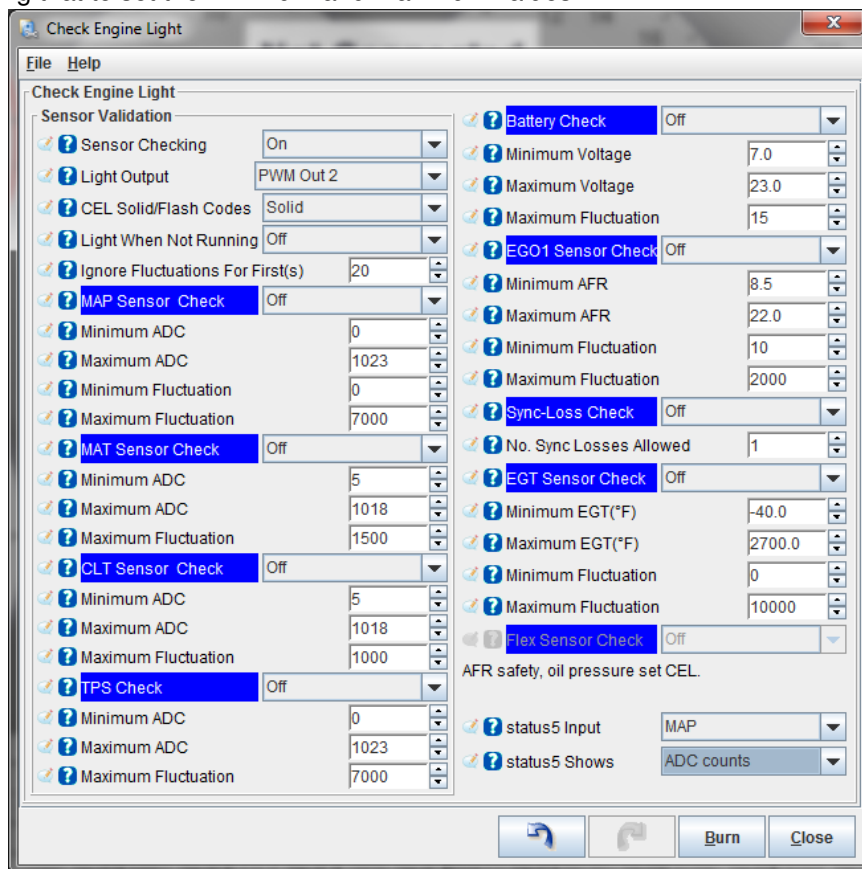 Check Engine Light
File Help
Check Engine Light
Sensor Validation
Sensor Checking On
Light Output PWM Out 2
CEL Solid/Flash Codes Solid
Light When Not Running Off
Ignore Fluctuations For First(s) 20
MAP Sensor Check Off
Minimum ADC 0
Maximum ADC 1023
Minimum Fluctuation 0
Maximum Fluctuation 7000
MAT Sensor Check Off
Minimum ADC 5
Maximum ADC 1018
Maximum Fluctuation 1500
CLT Sensor Check Off
Minimum ADC 5
Maximum ADC 1018
Maximum Fluctuation 1000
TPS Check Off
Minimum ADC 0
Maximum ADC 1023
Maximum Fluctuation 7000
Battery Check Off
Minimum Voltage 7.0
Maximum Voltage 23.0
Maximum Fluctuation 15
EGO1 Sensor Check Off
Minimum AFR 8.5
Maximum AFR 22.0
Minimum Fluctuation 10
Maximum Fluctuation 2000
Sync-Loss Check Off
No. Sync Losses Allowed 1
EGT Sensor Check Off
Minimum EGT(°F) -40.0
Maximum EGT(°F) 2700.0
Minimum Fluctuation 0
Maximum Fluctuation 10000
Flex Sensor Check Off
AFR safety, oil pressure set CEL.
status5 Input MAP
status5 Shows ADC counts
Burn Close